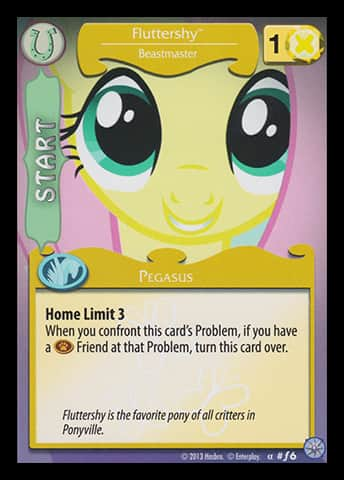 Fluttershy™
Beastmaster
1
START
PEGASUS
Home Limit 3
When you confront this card's Problem, if you have
a Friend at that Problem, turn this card over.
Fluttershy is the favorite pony of all critters in
Ponyville.
© 2013 Hasbro. © Enterplay. α #ƒ6